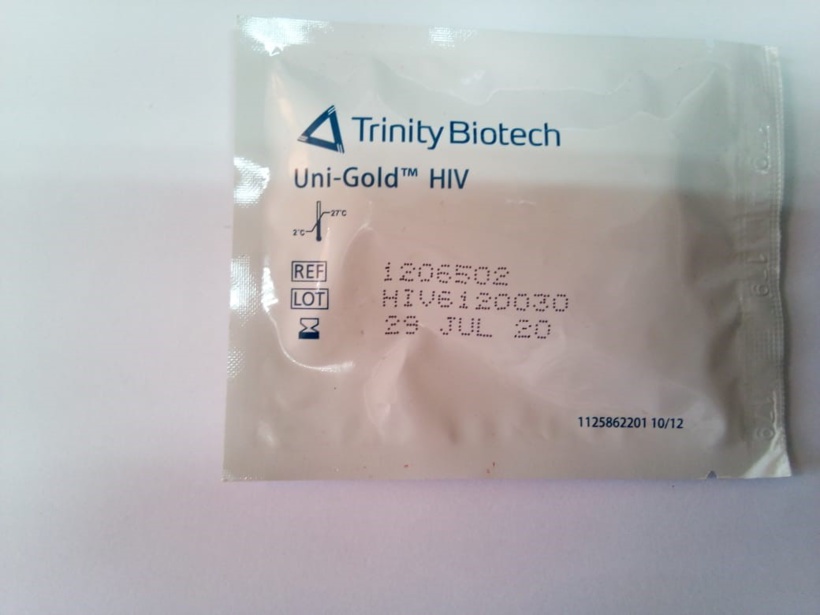 Trinity Biotech
Uni-Gold™ HIV
27°C
2°C
REF 1206502
LOT HIV6120030
29 JUL 20
1125862201 10/12